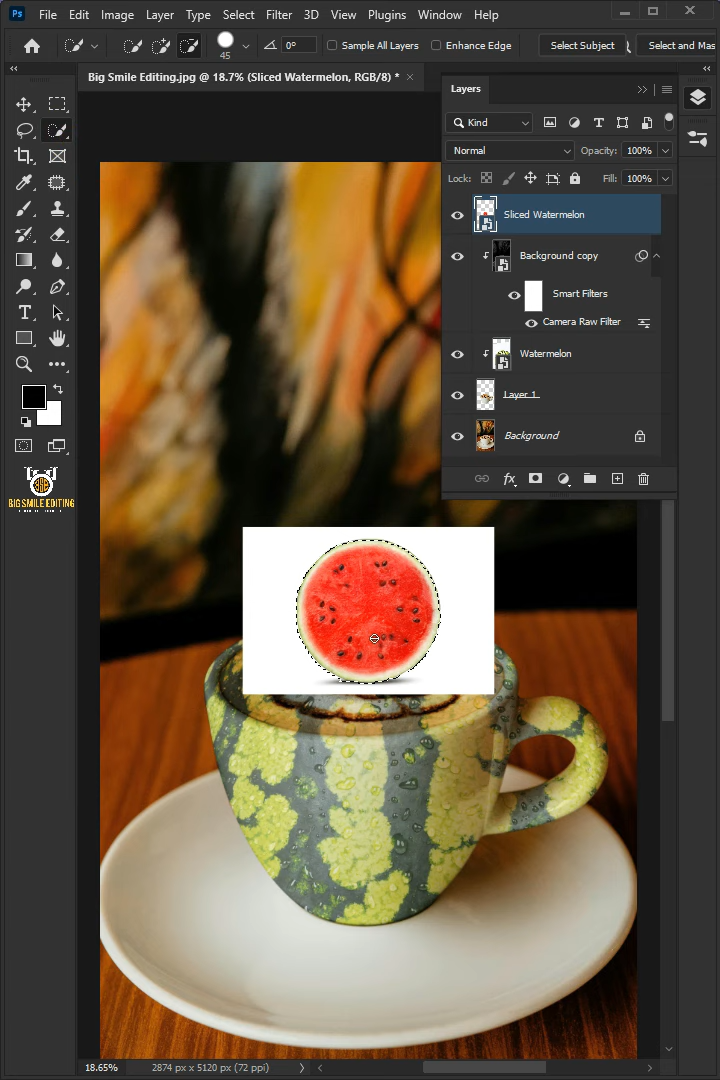 Ps File Edit Image Layer Type Select Filter 3D View Plugins Window Help
45
0°
Sample All Layers
Enhance Edge
Select Subject
Select and Mas
Big Smile Editing.jpg @ 18.7% (Sliced Watermelon, RGB/8) *
Layers
Kind
Normal
Opacity: 100%
Lock:
Fill: 100%
Sliced Watermelon
Background copy
Smart Filters
Camera Raw Filter
Watermelon
Layer 1
Background
fx
BIG SMILE EDITING
18.65%
2874 px x 5120 px (72 ppi)